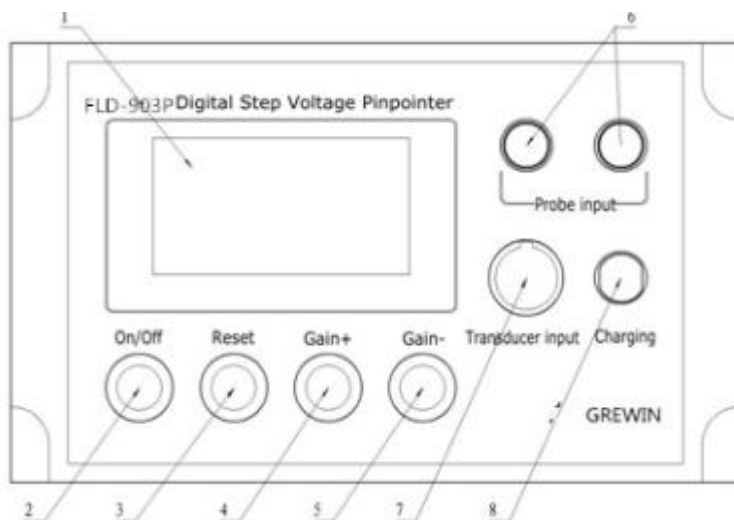 1 6
FLD-903P Digital Step Voltage Pinpointer
Probe input
On/Off Reset Gain+ Gain- Transducer input Charging
GREWIN
2 3 4 5 7 8